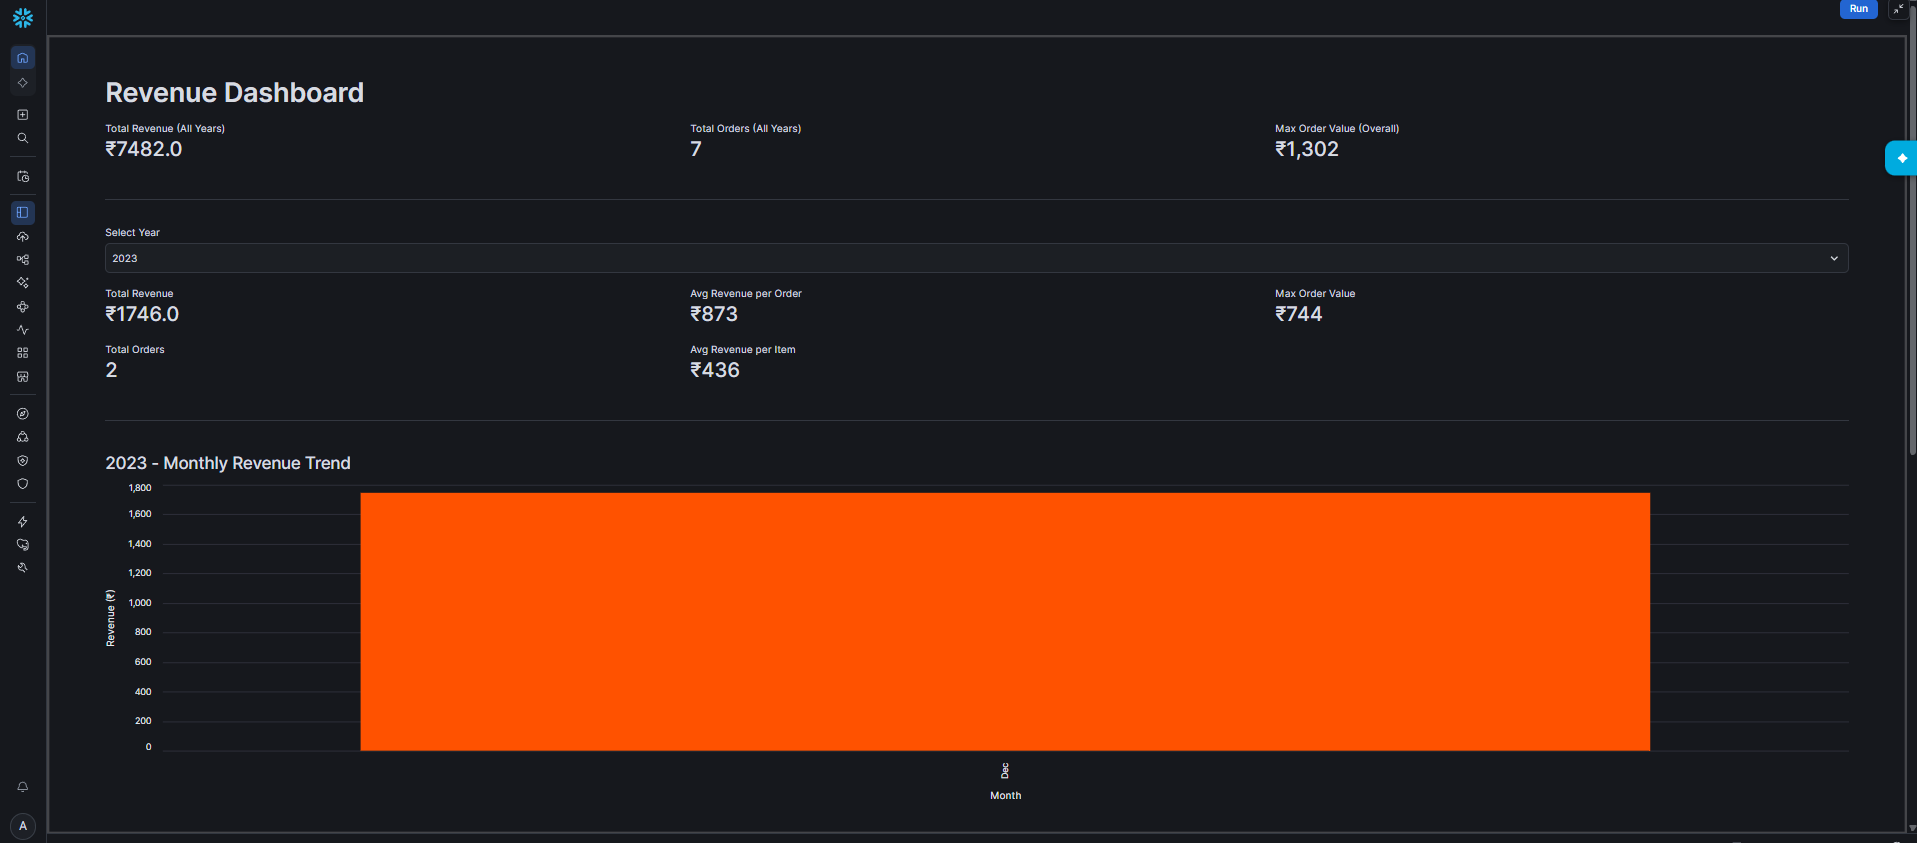 Run
Revenue Dashboard
Total Revenue (All Years)
₹7482.0
Total Orders (All Years)
7
Max Order Value (Overall)
₹1,302
Select Year
2023
Total Revenue
₹1746.0
Avg Revenue per Order
₹873
Max Order Value
₹744
Total Orders
2
Avg Revenue per Item
₹436
2023 - Monthly Revenue Trend
1,800
1,600
1,400
1,200
1,000
800
600
400
200
0
Revenue (₹)
Dec
Month
A